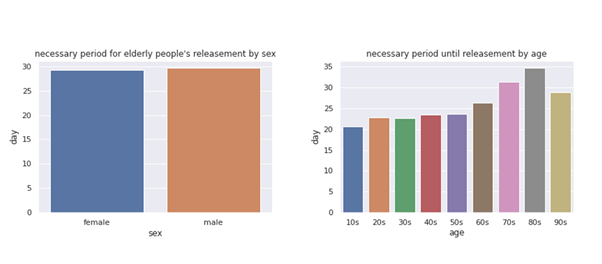 necessary period for elderly people's releasement by sex
30
25
20
15
10
5
0
day
female male
sex
necessary period until releasement by age
35
30
25
20
15
10
5
0
day
10s 20s 30s 40s 50s 60s 70s 80s 90s
age